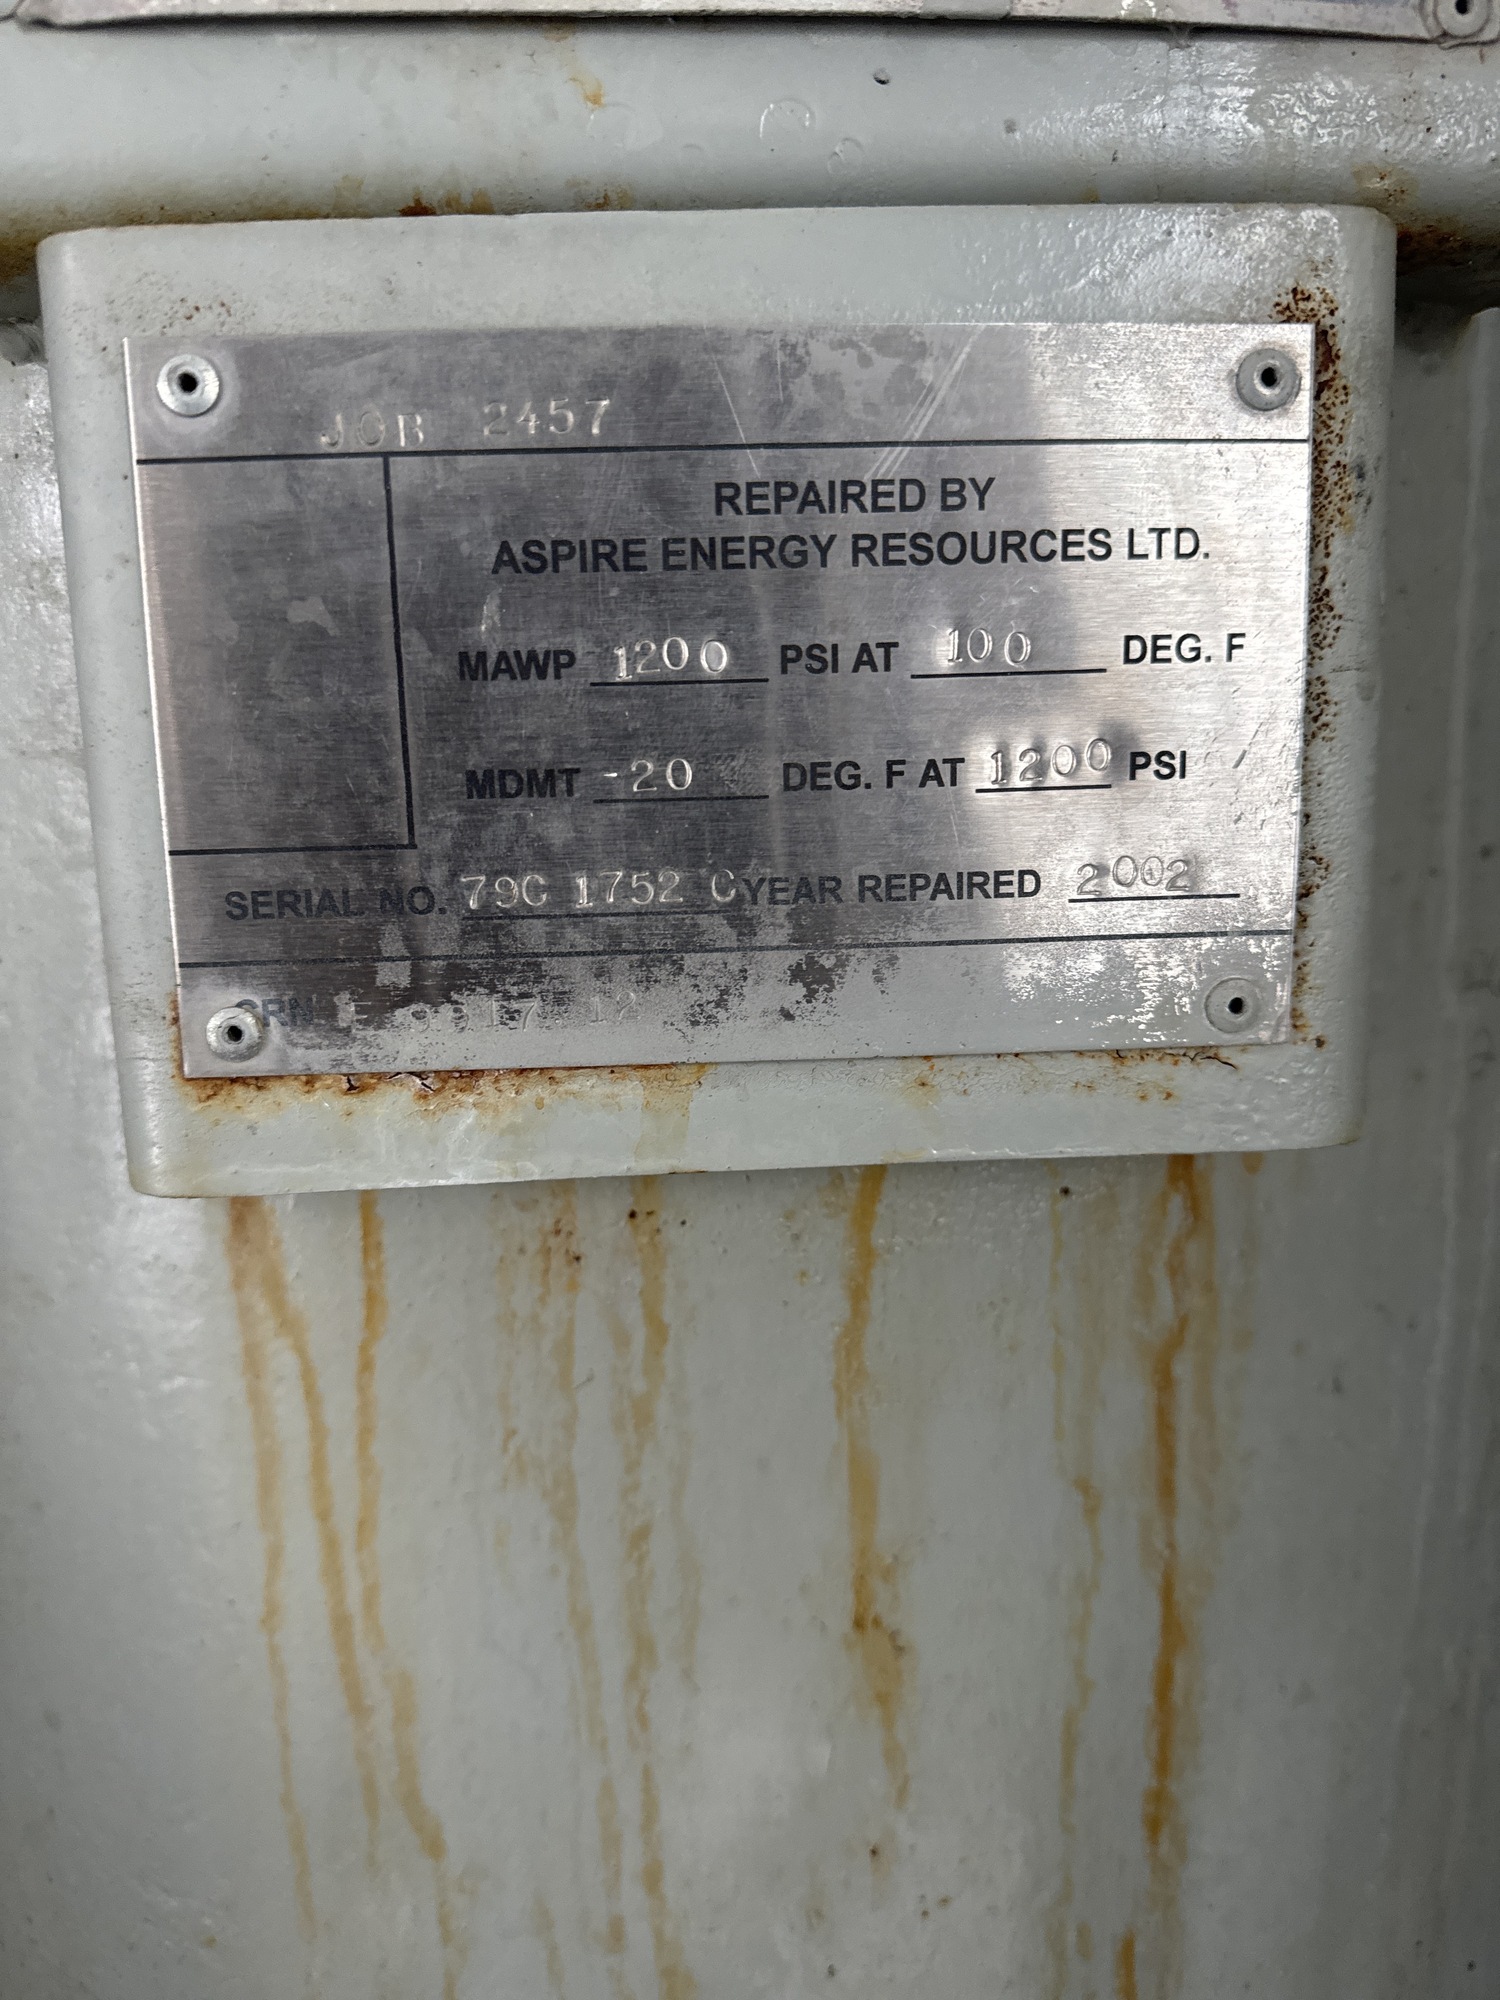 JOB 2457
REPAIRED BY
ASPIRE ENERGY RESOURCES LTD.
MAWP 1200 PSI AT 100 DEG. F
MDMT -20 DEG. F AT 1200 PSI
SERIAL NO. 79C 1752 C YEAR REPAIRED 2002
CRN